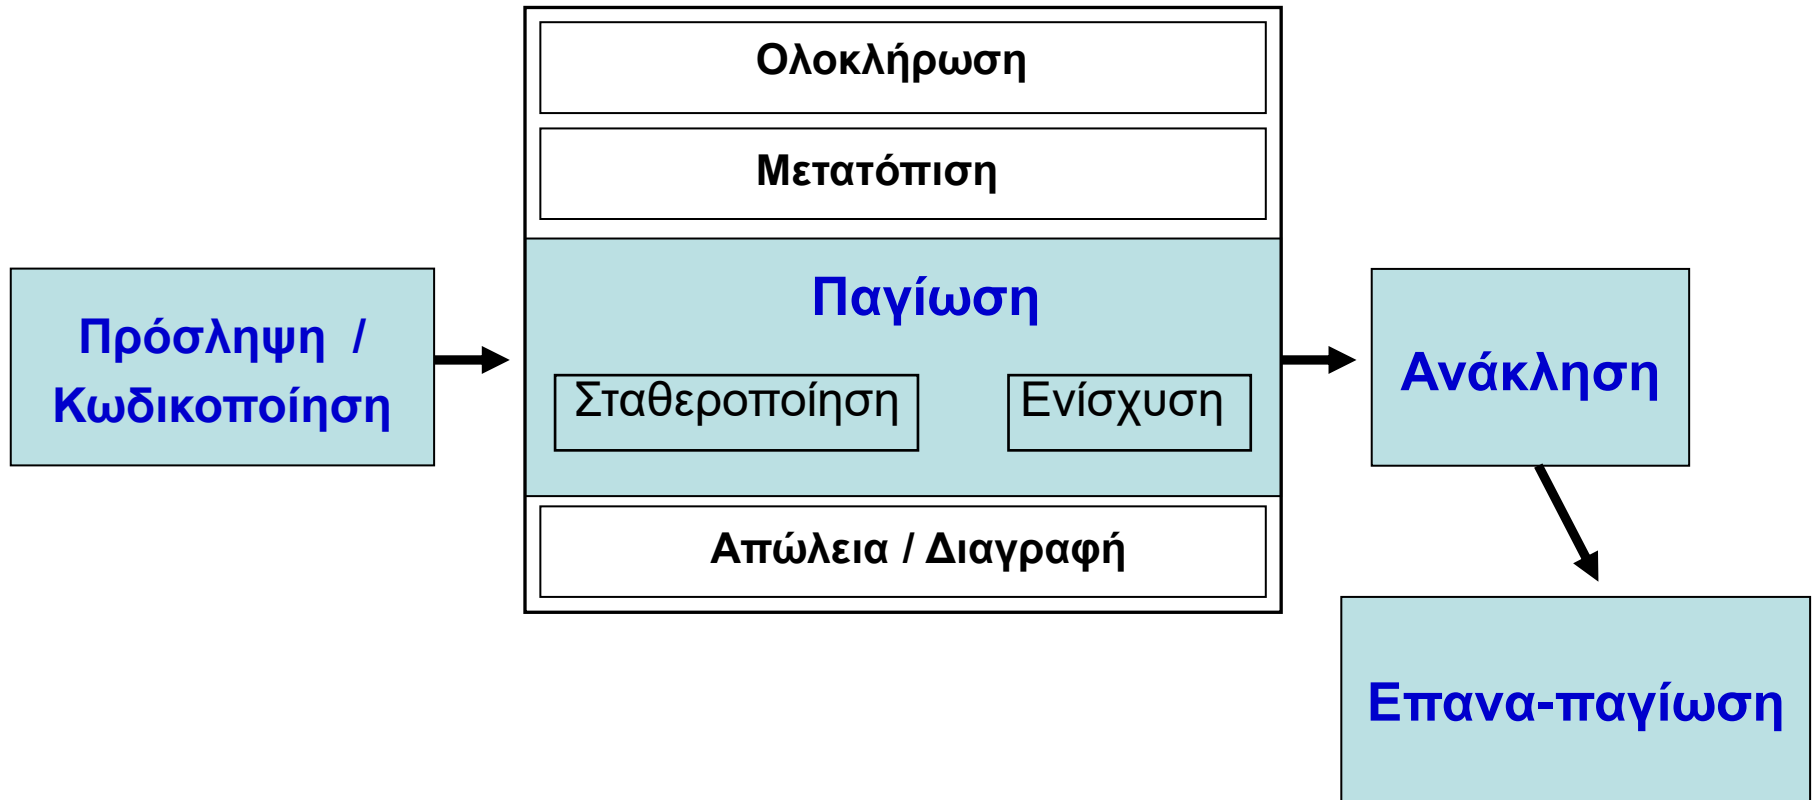 Ολοκλήρωση
Μετατόπιση
Παγίωση
Πρόσληψη /
Κωδικοποίηση
Σταθεροποίηση
Ενίσχυση
Ανάκληση
Απώλεια / Διαγραφή
Επανα-παγίωση